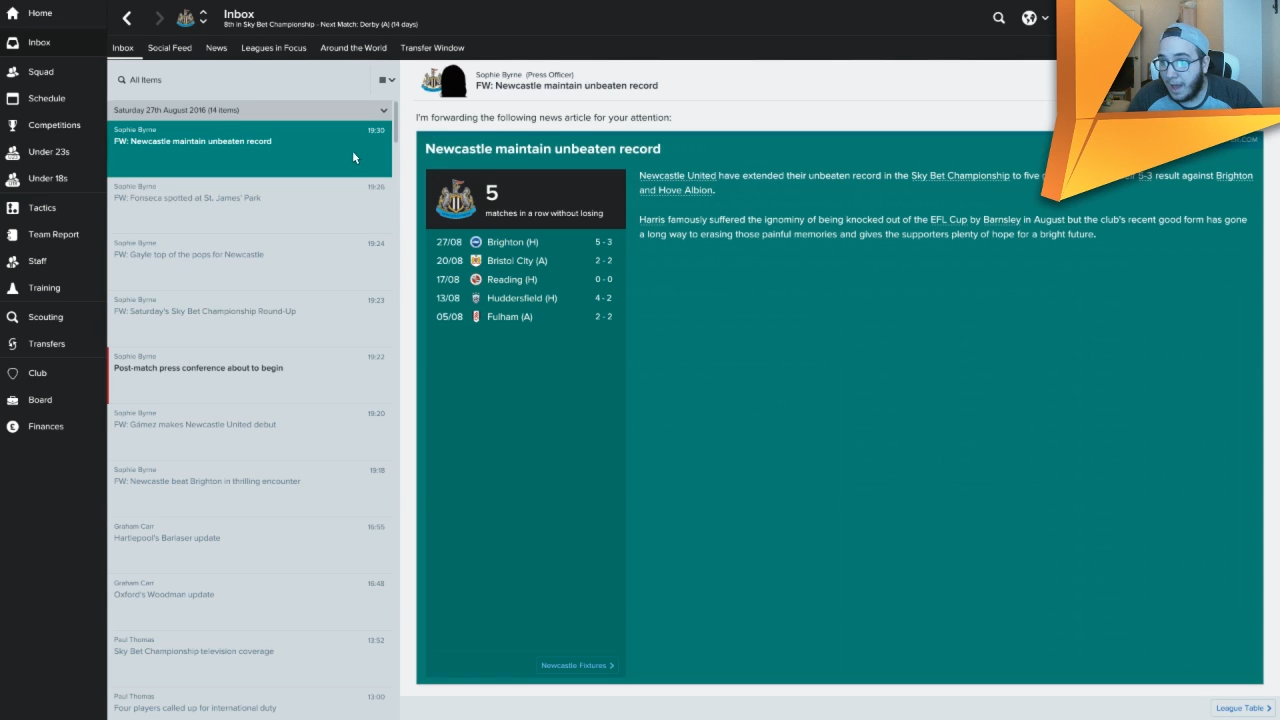 Home
Inbox
Squad
Schedule
Competitions
Under 23s
Under 18s
Tactics
Team Report
Staff
Training
Scouting
Transfers
Club
Board
Finances
Inbox
8th in Sky Bet Championship - Next Match: Derby (A) (14 days)
Inbox Social Feed News Leagues in Focus Around the World Transfer Window
All Items
Saturday 27th August 2016 (14 items)
Sophie Byrne 19:30
FW: Newcastle maintain unbeaten record
Sophie Byrne 19:26
FW: Fonseca spotted at St. James' Park
Sophie Byrne 19:24
FW: Gayle top of the pops for Newcastle
Sophie Byrne 19:23
FW: Saturday's Sky Bet Championship Round-Up
Sophie Byrne 19:22
Post-match press conference about to begin
Sophie Byrne 19:20
FW: Gámez makes Newcastle United debut
Sophie Byrne 19:18
FW: Newcastle beat Brighton in thrilling encounter
Graham Carr 16:55
Hartlepool's Barlaser update
Graham Carr 16:48
Oxford's Woodman update
Paul Thomas 13:52
Sky Bet Championship television coverage
Paul Thomas 13:00
Four players called up for international duty
Sophie Byrne (Press Officer)
FW: Newcastle maintain unbeaten record
I'm forwarding the following news article for your attention:
Newcastle maintain unbeaten record
.COM
5
matches in a row without losing
27/08 Brighton (H) 5 - 3
20/08 Bristol City (A) 2 - 2
17/08 Reading (H) 0 - 0
13/08 Huddersfield (H) 4 - 2
05/08 Fulham (A) 2 - 2
Newcastle Fixtures
Newcastle United have extended their unbeaten record in the Sky Bet Championship to five 5-3 result against Brighton
and Hove Albion.
Harris famously suffered the ignominy of being knocked out of the EFL Cup by Barnsley in August but the club's recent good form has gone
a long way to erasing those painful memories and gives the supporters plenty of hope for a bright future.
League Table